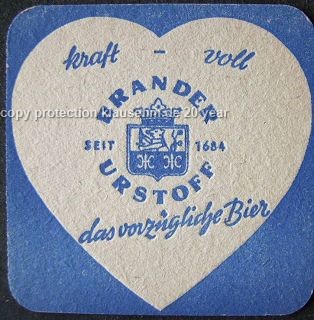 kraft - voll
BRANDER
copy protection klausehm.de 20 year
SEIT 1684
URSTOFF
das vorzügliche Bier